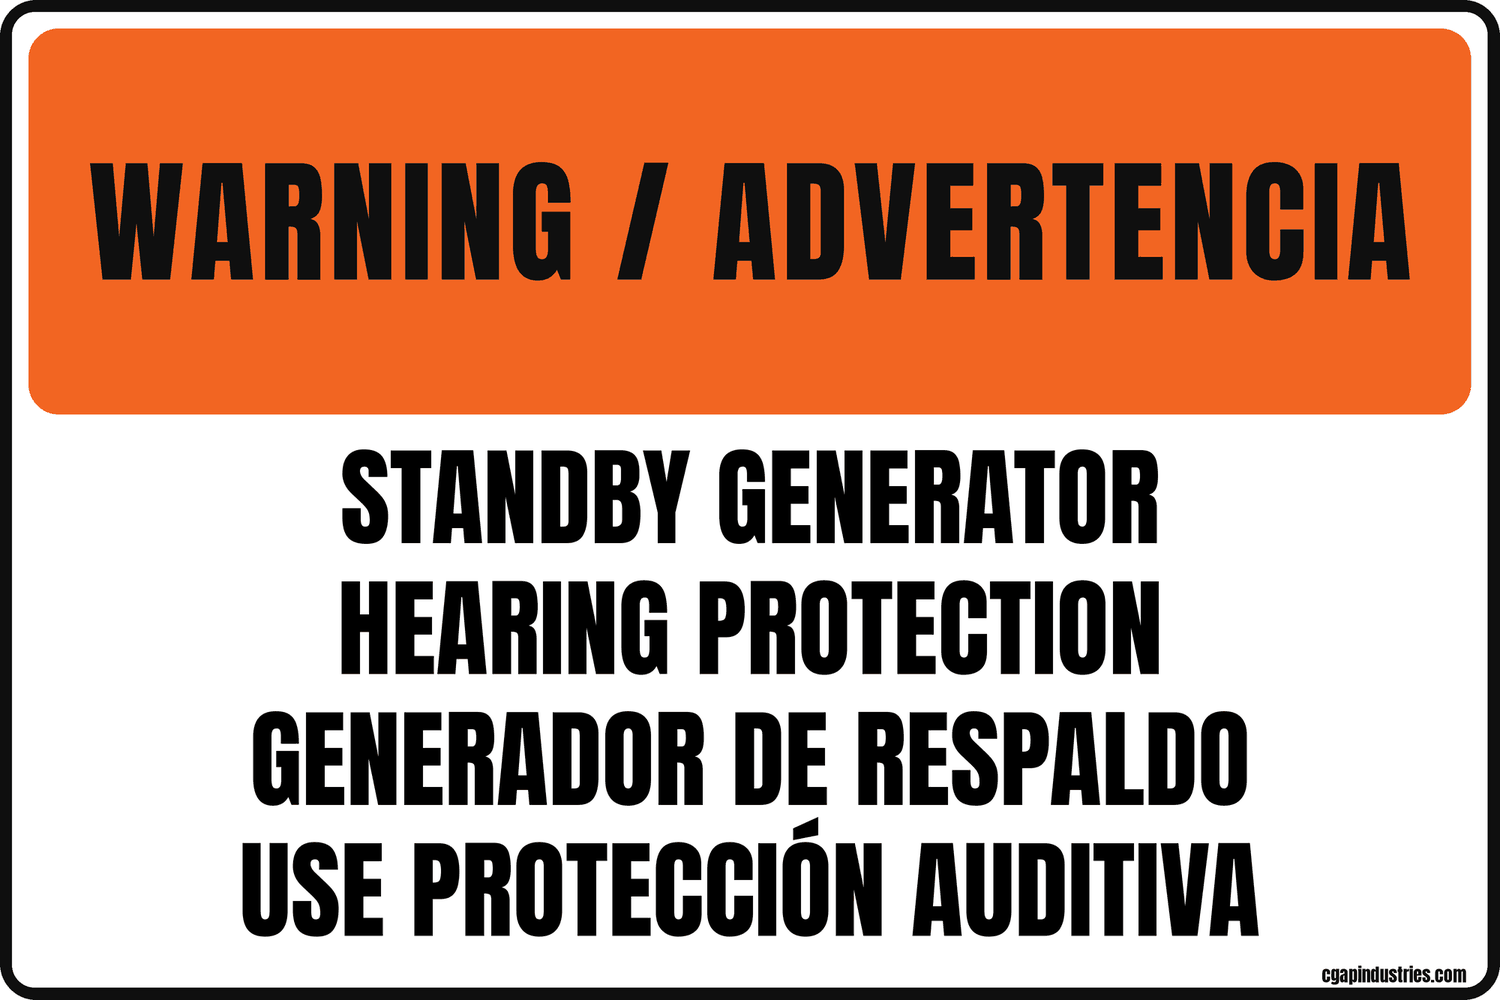 WARNING / ADVERTENCIA
STANDBY GENERATOR
HEARING PROTECTION
GENERADOR DE RESPALDO
USE PROTECCIÓN AUDITIVA
cgapindustries.com